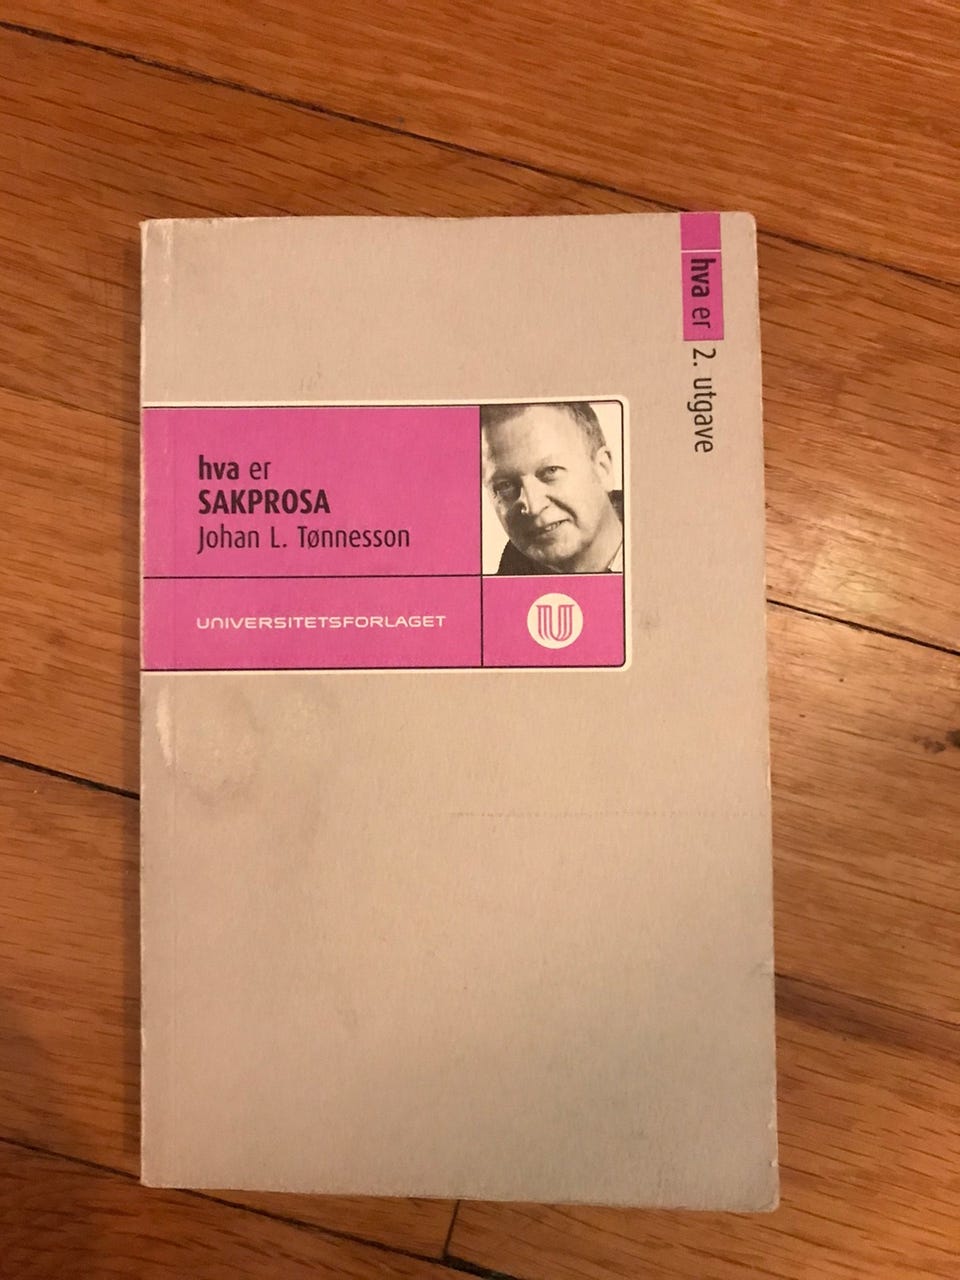 hva er 2. utgave
hva er
SAKPROSA
Johan L. Tønnesson
UNIVERSITETSFORLAGET
U